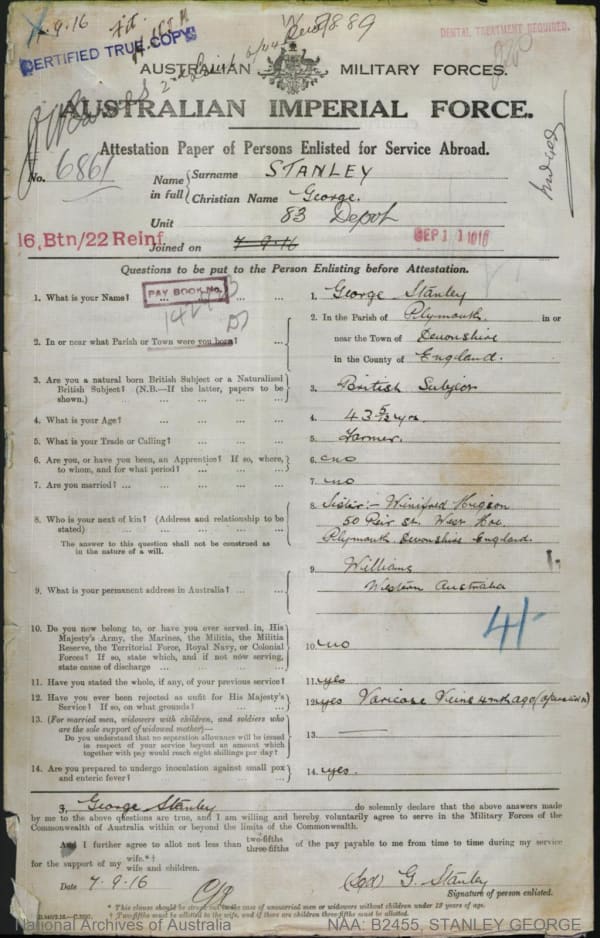 7.9.16
W 8889
DENTAL TREATMENT REQUIRED.
CERTIFIED TRUE COPY
AUSTRALIAN MILITARY FORCES.
AUSTRALIAN IMPERIAL FORCE.
Attestation Paper of Persons Enlisted for Service Abroad.
No. 6861
Name in full
Surname STANLEY
Christian Name George.
Unit 83 Depot
16. Btn/22 Reinf
Joined on 7-9-16
SEP 1 1 1916
Questions to be put to the Person Enlisting before Attestation.
1. What is your Name? ... ...
PAY BOOK No.
1. George Stanley
2. In or near what Parish or Town were you born?
2. In the Parish of Plymouth in or
near the Town of Devonshire
in the County of England.
3. Are you a natural born British Subject or a Naturalized
British Subject? (N.B.—If the latter, papers to be
shown.) ... ...
3. British Subject
4. What is your Age? ... ...
4. 43 5/12 yrs.
5. What is your Trade or Calling? ... ...
5. Farmer.
6. Are you, or have you been, an Apprentice? If so, where,
to whom, and for what period? ... ...
6. no
7. Are you married? ... ...
7. no
8. Who is your next of kin? (Address and relationship to be
stated) ... ...
The answer to this question shall not be construed as
in the nature of a will.
8. Sister:- Winifred
50 Pier St. West Hoe.
Plymouth. Devonshire. England.
9. What is your permanent address in Australia? ...
9. Williams
Western Australia
4/-
10. Do you now belong to, or have you ever served in, His
Majesty's Army, the Marines, the Militia, the Militia
Reserve, the Territorial Force, Royal Navy, or Colonial
Forces? If so, state which, and if not now serving,
state cause of discharge ... ...
10. no
11. Have you stated the whole, if any, of your previous service?
11. yes
12. Have you ever been rejected as unfit for His Majesty's
Service? If so, on what grounds? ...
12. yes Varicose Veins 4 mths ago (operated on)
13. (For married men, widowers with children, and soldiers who
are the sole support of widowed mother)—
Do you understand that no separation allowance will be issued
in respect of your service beyond an amount which
together with pay would reach eight shillings per day?
13. —
14. Are you prepared to undergo inoculation against small pox
and enteric fever? ...
14. yes.
I, George Stanley do solemnly declare that the above answers made
by me to the above questions are true, and I am willing and hereby voluntarily agree to serve in the Military Forces of the
Commonwealth of Australia within or beyond the limits of the Commonwealth.
And I further agree to allot not less than two-fifths three-fifths of the pay payable to me from time to time during my service
for the support of my wife.*† wife and children.
Date 7.9.16
(Sgd) G. Stanley
Signature of person enlisted.
* This clause should be struck out in the case of unmarried men or widowers without children under 18 years of age.
† Two-fifths must be allotted to the wife, and if there are children three-fifths must be allotted.
National Archives of Australia
NAA: B2455, STANLEY GEORGE